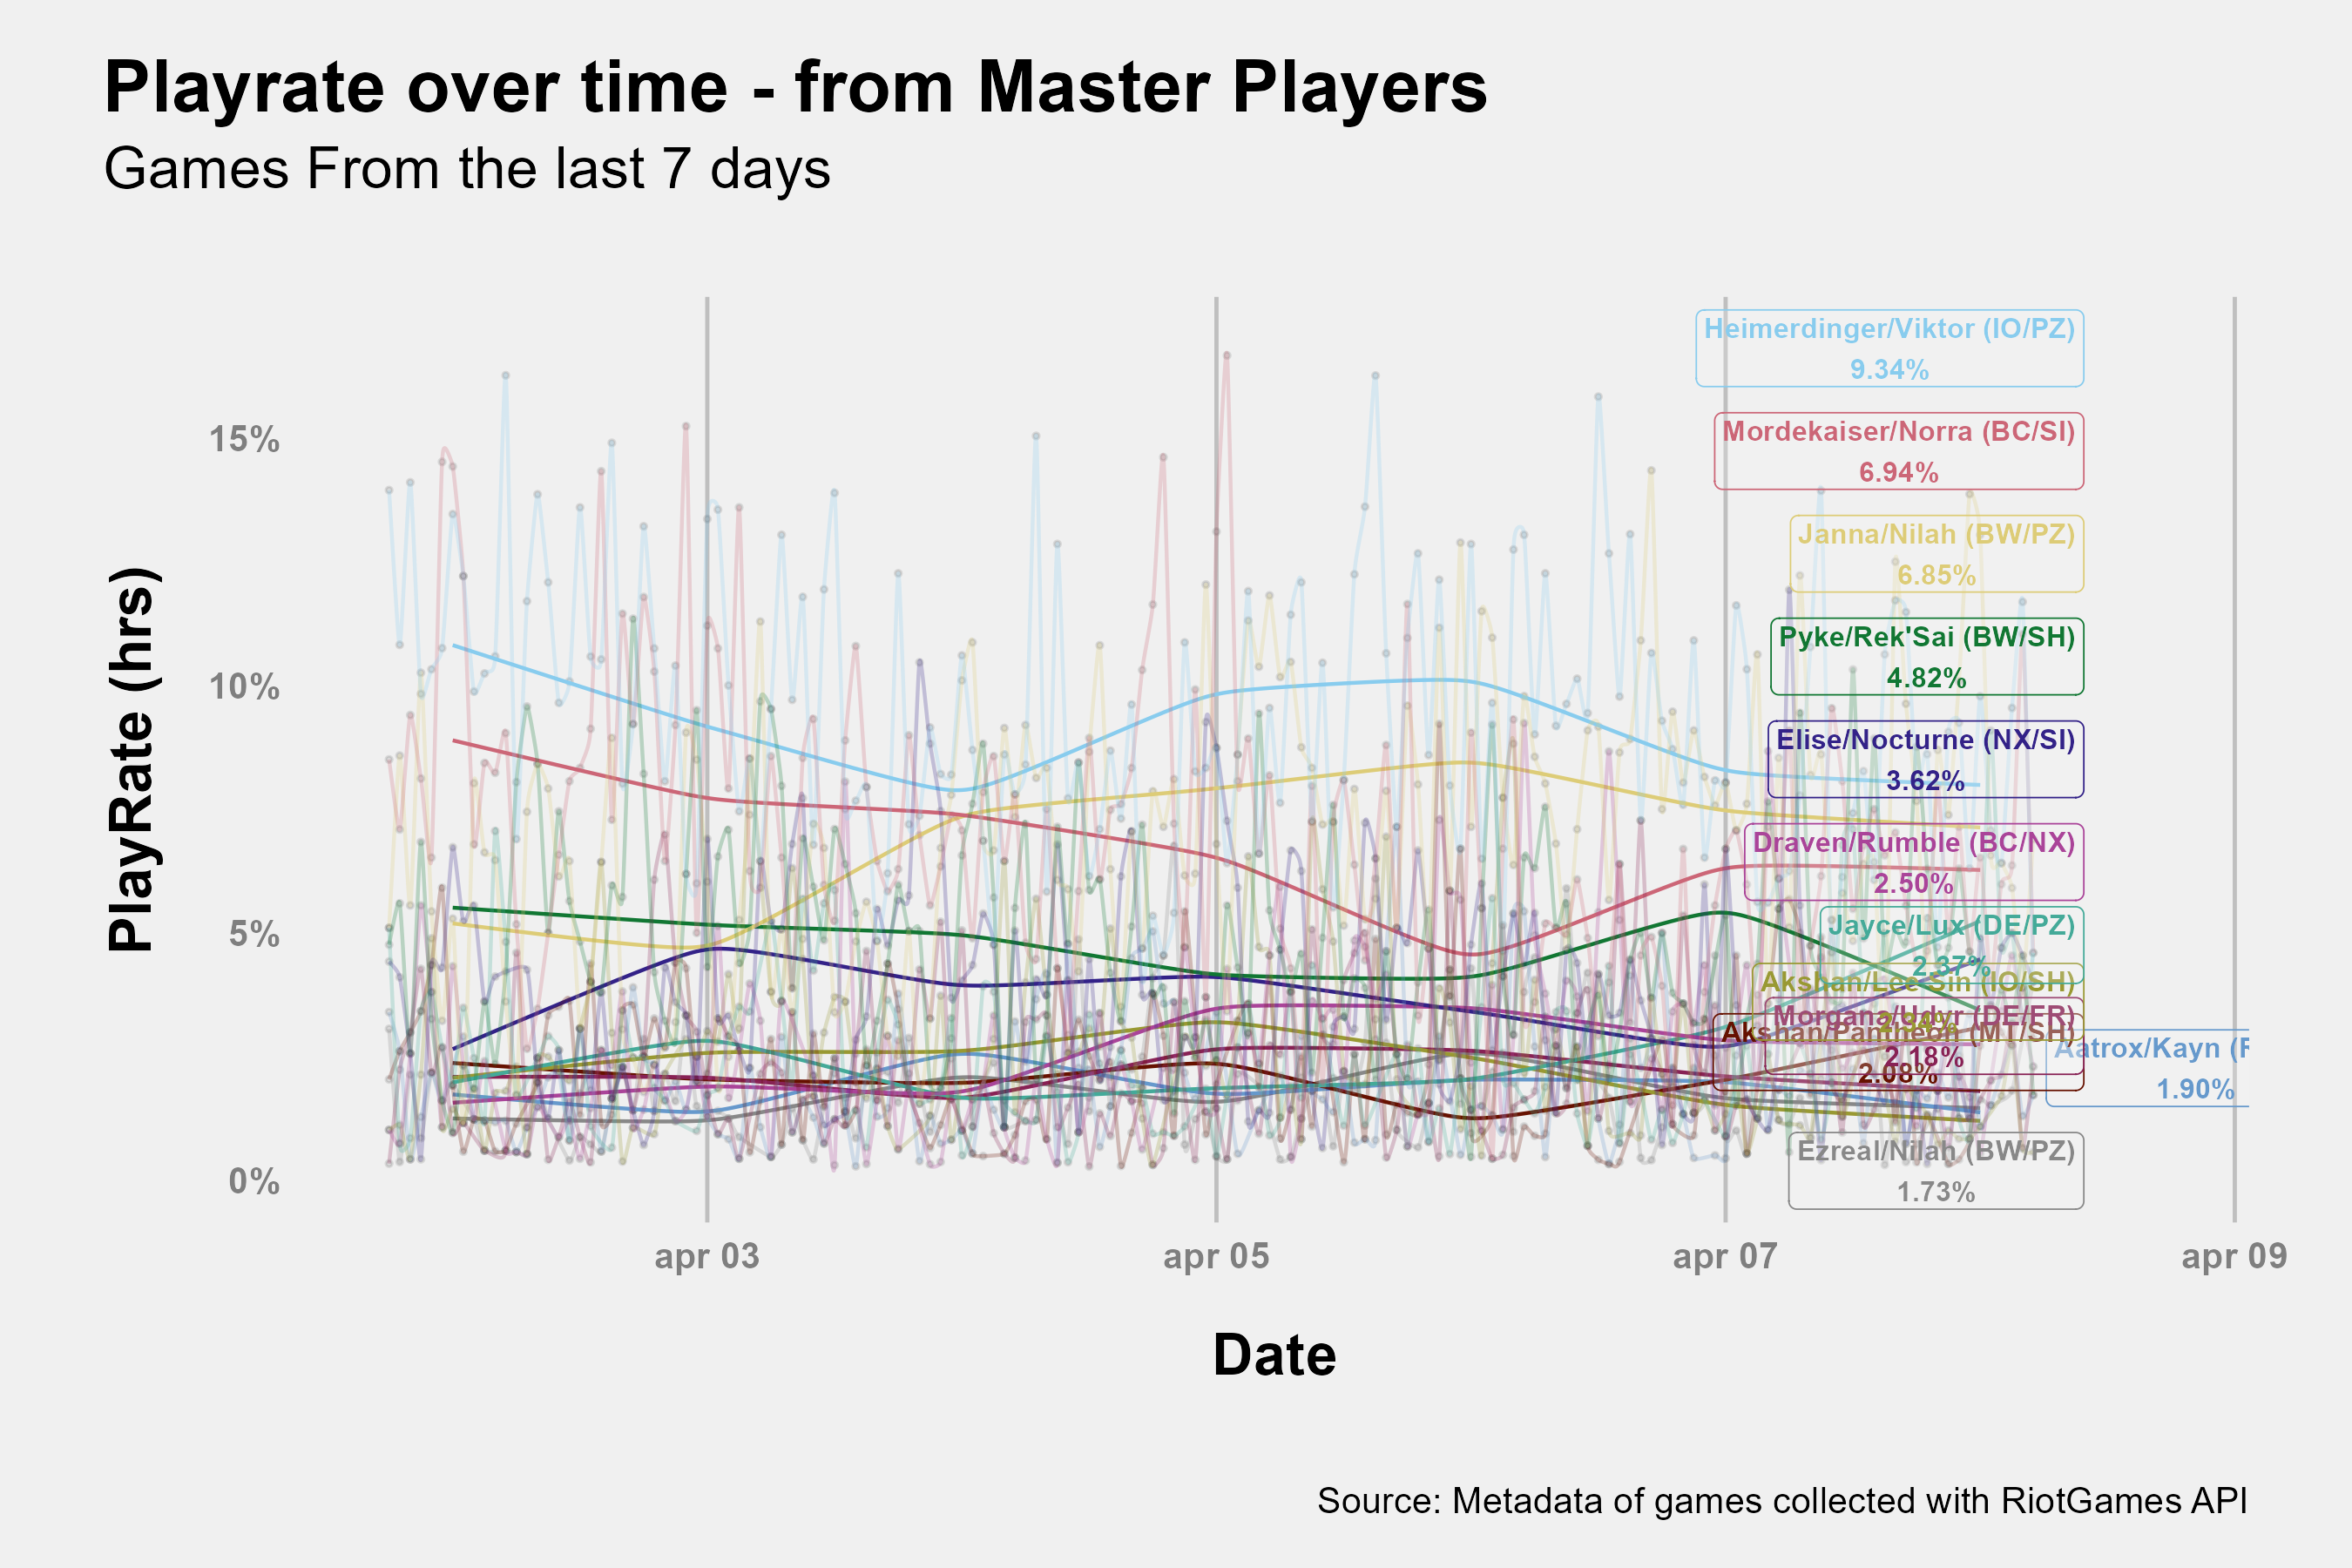 Playrate over time - from Master Players
Games From the last 7 days
PlayRate (hrs)
15%
10%
5%
0%
Heimerdinger/Viktor (IO/PZ)
9.34%
Mordekaiser/Norra (BC/SI)
6.94%
Janna/Nilah (BW/PZ)
6.85%
Pyke/Rek'Sai (BW/SH)
4.82%
Elise/Nocturne (NX/SI)
3.62%
Draven/Rumble (BC/NX)
2.50%
Jayce/Lux (DE/PZ)
2.37%
Akshan/Lee Sin (IO/SH)
2.34%
Morgana/Udyr (DE/FR)
2.18%
Akshan/Pantheon (MT/SH)
2.08%
Aatrox/Kayn (
1.90%
Ezreal/Nilah (BW/PZ)
1.73%
apr 03
apr 05
apr 07
apr 09
Date
Source: Metadata of games collected with RiotGames API